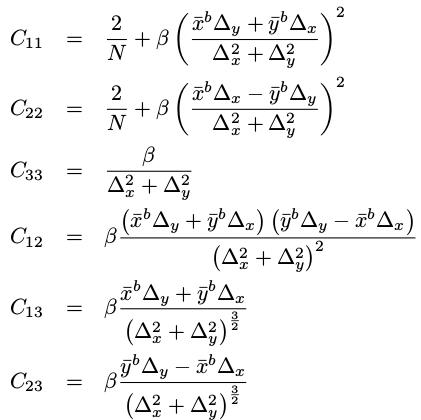 $C_{11} = \frac{2}{N} + \beta \left( \frac{\bar{x}^b \Delta_y + \bar{y}^b \Delta_x}{\Delta_x^2 + \Delta_y^2} \right)^2$
$C_{22} = \frac{2}{N} + \beta \left( \frac{\bar{x}^b \Delta_x - \bar{y}^b \Delta_y}{\Delta_x^2 + \Delta_y^2} \right)^2$
$C_{33} = \frac{\beta}{\Delta_x^2 + \Delta_y^2}$
$C_{12} = \beta \frac{\left( \bar{x}^b \Delta_y + \bar{y}^b \Delta_x \right) \left( \bar{y}^b \Delta_y - \bar{x}^b \Delta_x \right)}{\left( \Delta_x^2 + \Delta_y^2 \right)^2}$
$C_{13} = \beta \frac{\bar{x}^b \Delta_y + \bar{y}^b \Delta_x}{\left( \Delta_x^2 + \Delta_y^2 \right)^{\frac{3}{2}}}$
$C_{23} = \beta \frac{\bar{y}^b \Delta_y - \bar{x}^b \Delta_x}{\left( \Delta_x^2 + \Delta_y^2 \right)^{\frac{3}{2}}}$